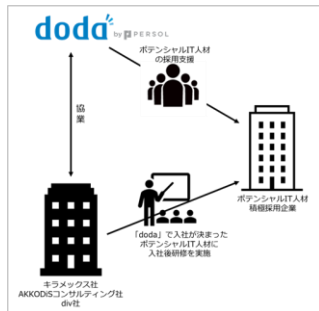 doda by PERSOL
ポテンシャルIT人材
の採用支援
協業
ポテンシャルIT人材
積極採用企業
「doda」で入社が決まった
ポテンシャルIT人材に
入社後研修を実施
キラメックス社
AKKODiSコンサルティング社
div社